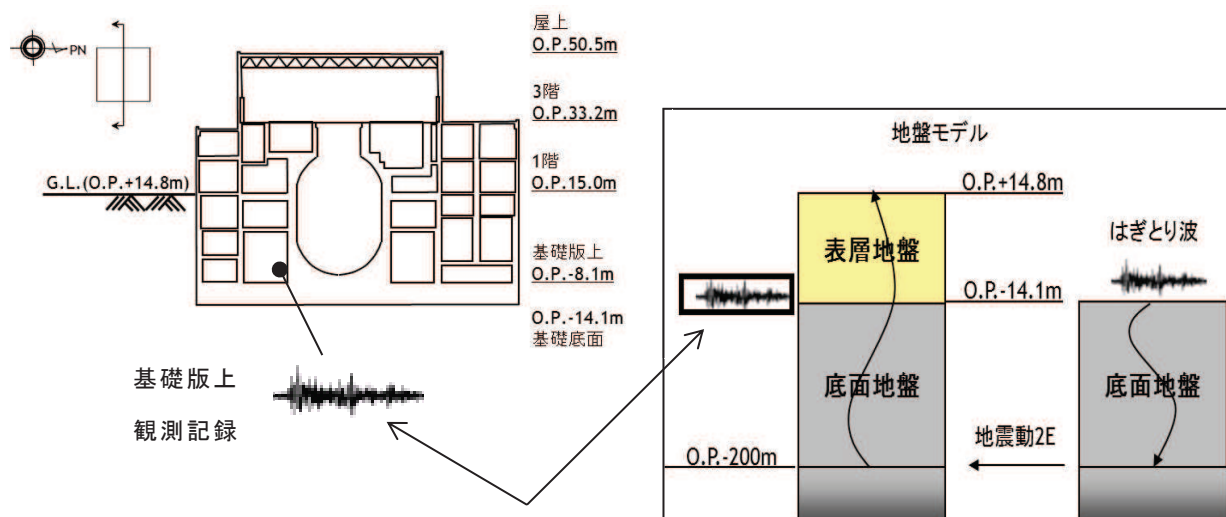 PN
屋上
O.P.50.5m
3階
O.P.33.2m
1階
O.P.15.0m
基礎版上
O.P.-8.1m
O.P.-14.1m
基礎底面
G.L.(O.P.+14.8m)
基礎版上
観測記録
地盤モデル
O.P.+14.8m
表層地盤
はぎとり波
O.P.-14.1m
底面地盤
底面地盤
地震動2E
O.P.-200m